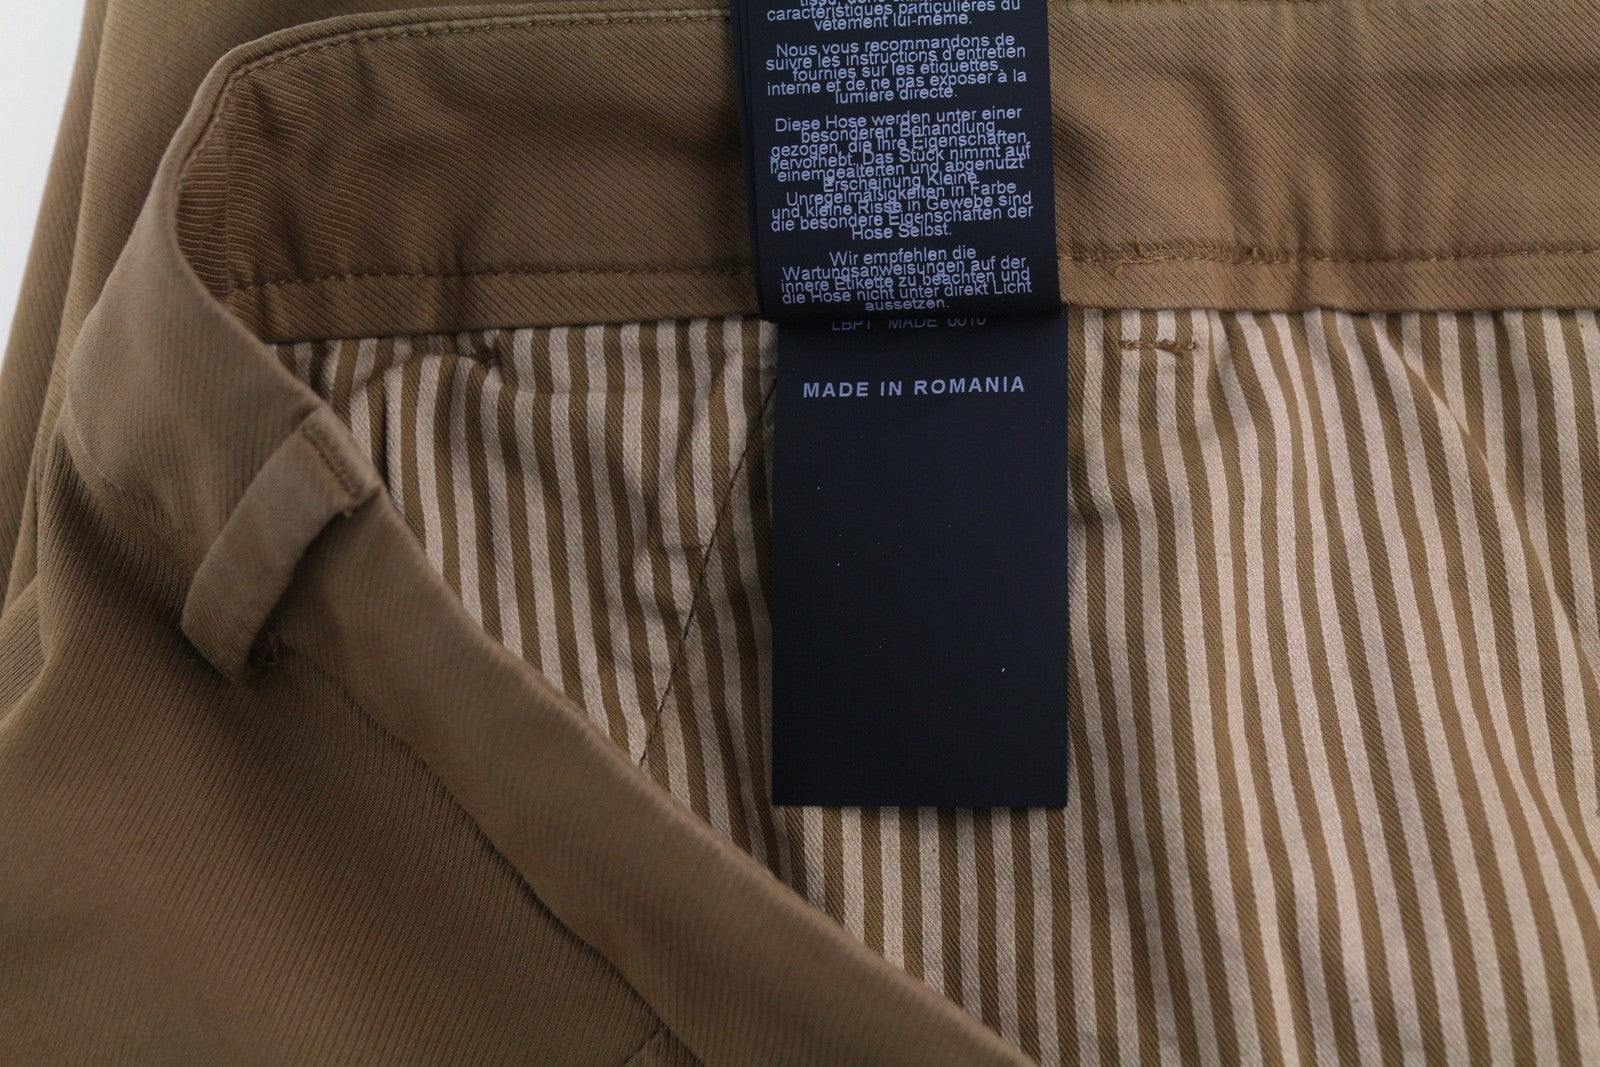 caractéristiques particulières du
vêtement lui-même.
Nous vous recommandons de
suivre les instructions d'entretien
fournies sur les étiquettes
interne et de ne pas exposer à la
lumière directe.
Diese Hose werden unter einer
besonderen Behandlung
gezogen, die ihre Eigenschaften
hervorhebt. Das Stück nimmt auf
einemgealterten und abgenutzt
Erscheinung Kleine
Unregelmäßigkeiten in Farbe
und kleine Risse in Gewebe sind
die besondere Eigenschaften der
Hose Selbst.
Wir empfehlen die
Wartungsanweisungen auf der
innere Etikette zu beachten und
die Hose nicht unter direkt Licht
aussetzen.
LBPT MADE 0010
MADE IN ROMANIA